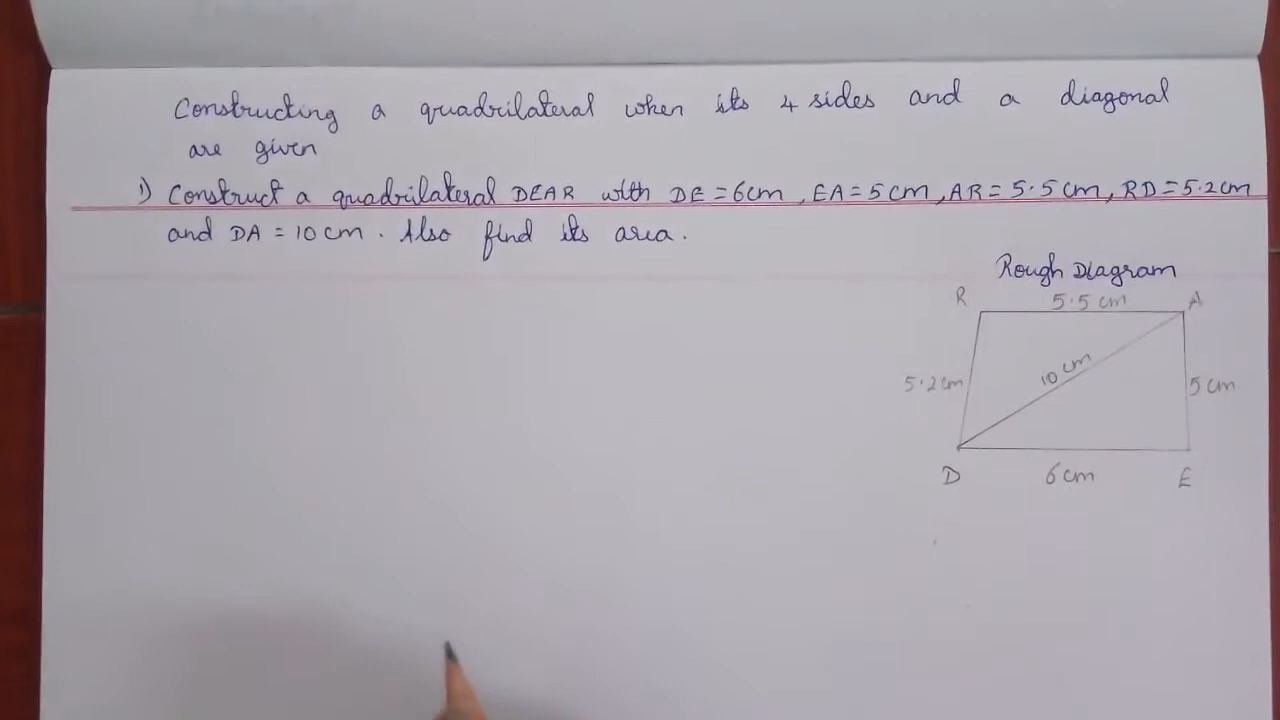 Constructing a quadrilateral when its 4 sides and a diagonal
are given
1) Construct a quadrilateral DEAR with DE = 6cm, EA = 5cm, AR = 5.5cm, RD = 5.2cm
and DA = 10 cm. Also find its area.
Rough Diagram
R 5.5 cm A
10 cm
5.2cm 5 cm
D 6 cm E